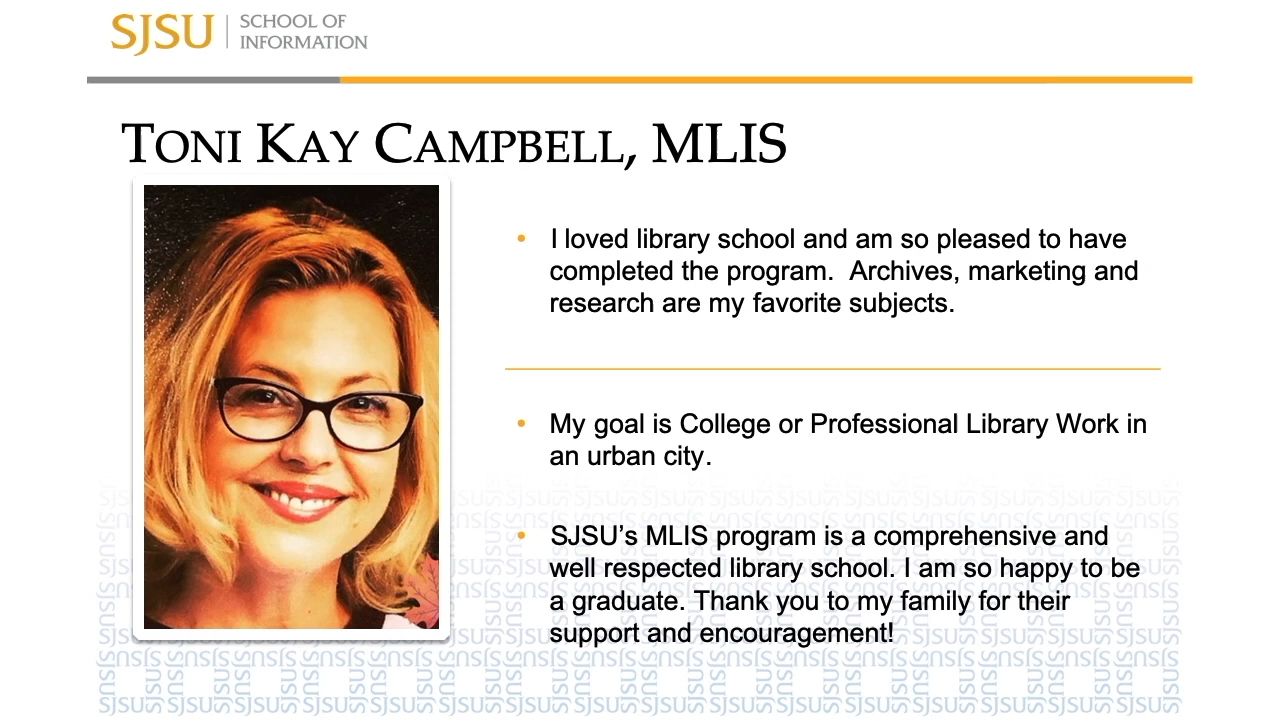 SJSU SCHOOL OF
INFORMATION
TONI KAY CAMPBELL, MLIS
• I loved library school and am so pleased to have
completed the program.  Archives, marketing and
research are my favorite subjects.
• My goal is College or Professional Library Work in
an urban city.
• SJSU’s MLIS program is a comprehensive and
well respected library school. I am so happy to be
a graduate. Thank you to my family for their
support and encouragement!